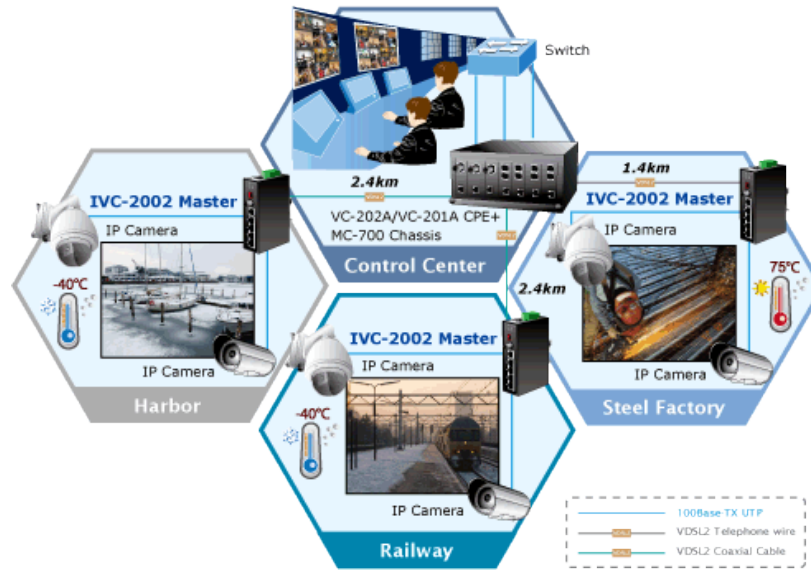 Switch
2.4km
VC-202A/VC-201A CPE+
MC-700 Chassis
Control Center
IVC-2002 Master
IP Camera
-40℃
IP Camera
Harbor
1.4km
IVC-2002 Master
IP Camera
75℃
IP Camera
Steel Factory
2.4km
IVC-2002 Master
IP Camera
-40℃
IP Camera
Railway
100Base-TX UTP
VDSL2 Telephone wire
VDSL2 Coaxial Cable